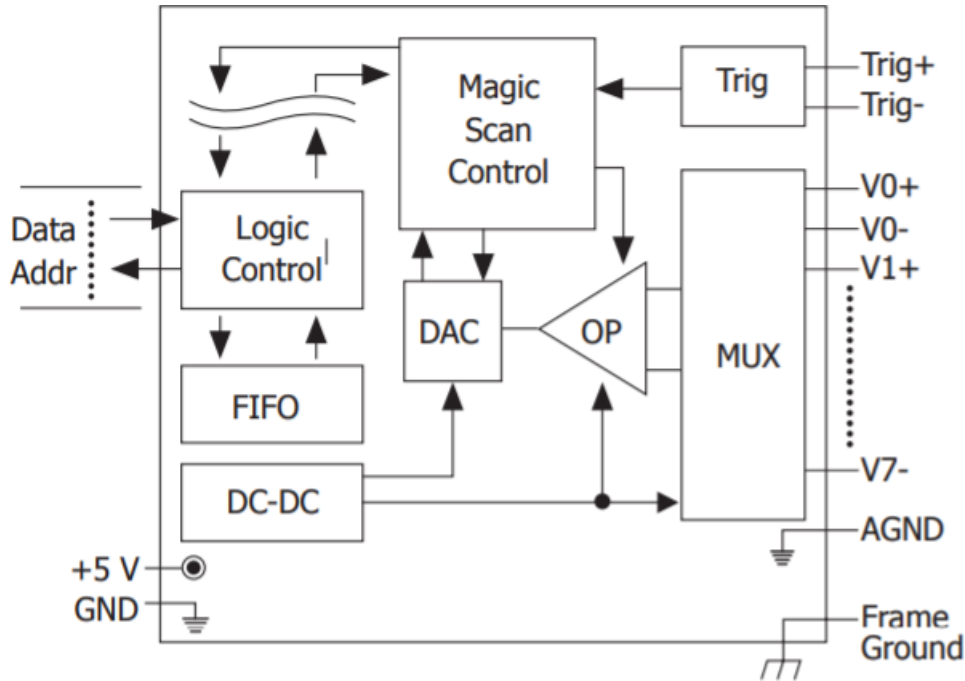 Magic
Scan
Control
Trig
Trig+
Trig-
Data
Addr
Logic
Control
DAC
OP
MUX
V0+
V0-
V1+
V7-
FIFO
DC-DC
+5 V
GND
AGND
Frame
Ground